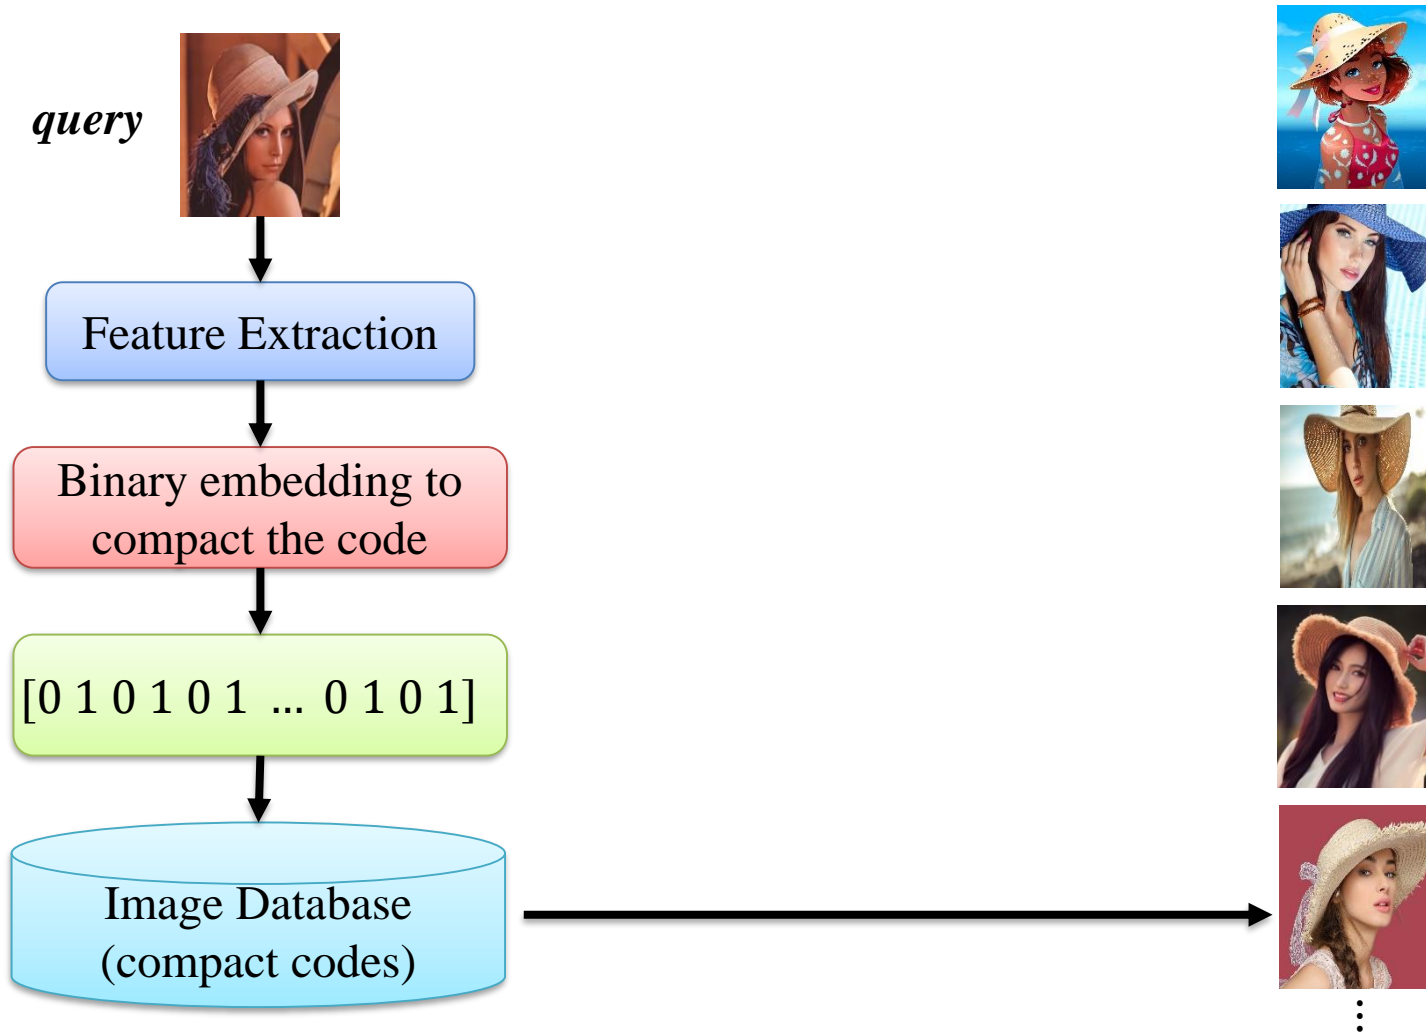 query
Feature Extraction
Binary embedding to
compact the code
[0 1 0 1 0 1 … 0 1 0 1]
Image Database
(compact codes)
⋮